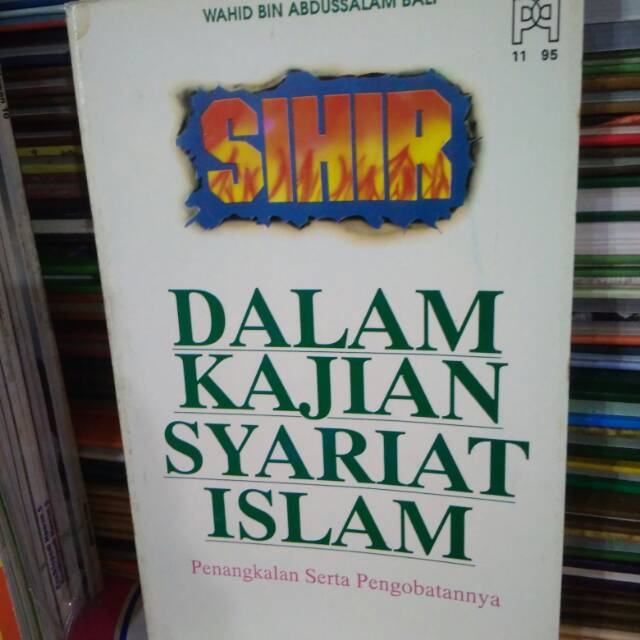 WAHID BIN ABDUSSALAM BALI
11 95
SIHIR
DALAM
KAJIAN
SYARIAT
ISLAM
Penangkalan Serta Pengobatannya